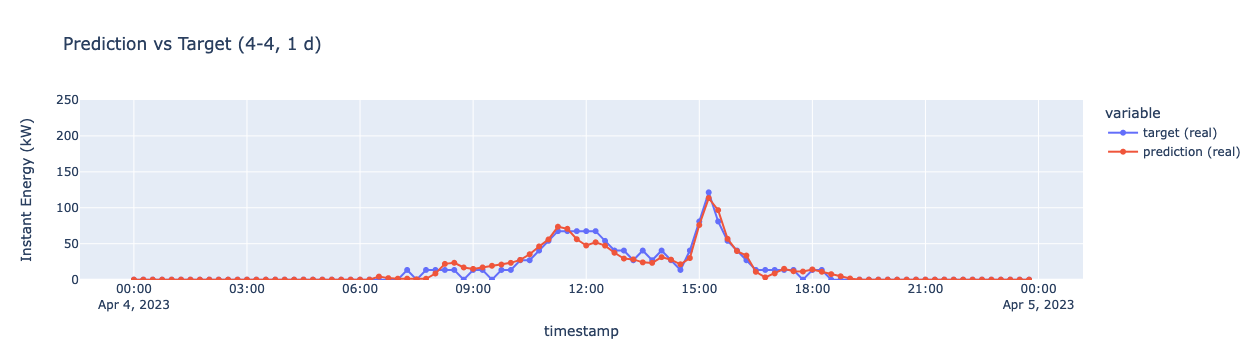 Prediction vs Target (4-4, 1 d)
250
200
150
100
50
0
Instant Energy (kW)
00:00
Apr 4, 2023
03:00
06:00
09:00
12:00
15:00
18:00
21:00
00:00
Apr 5, 2023
timestamp
variable
target (real)
prediction (real)